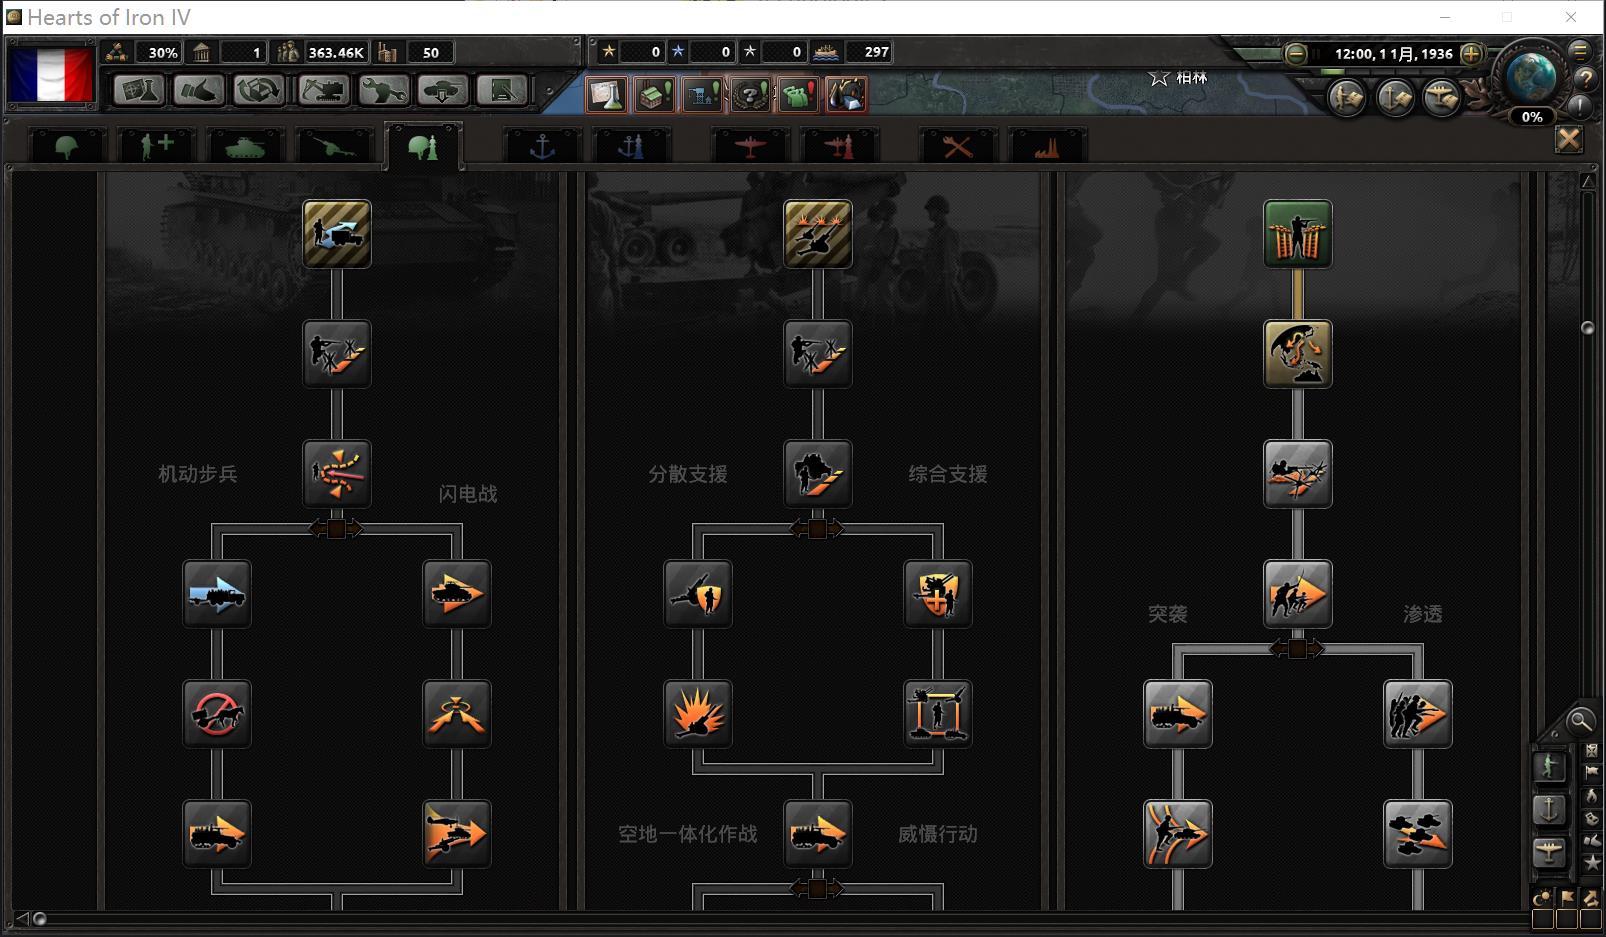 Hearts of Iron IV
30% 1 363.46K 50 0 0 0 297
12:00, 1 1月, 1936
柏林
0%
机动步兵
闪电战
分散支援
综合支援
突袭
渗透
空地一体化作战
威慑行动